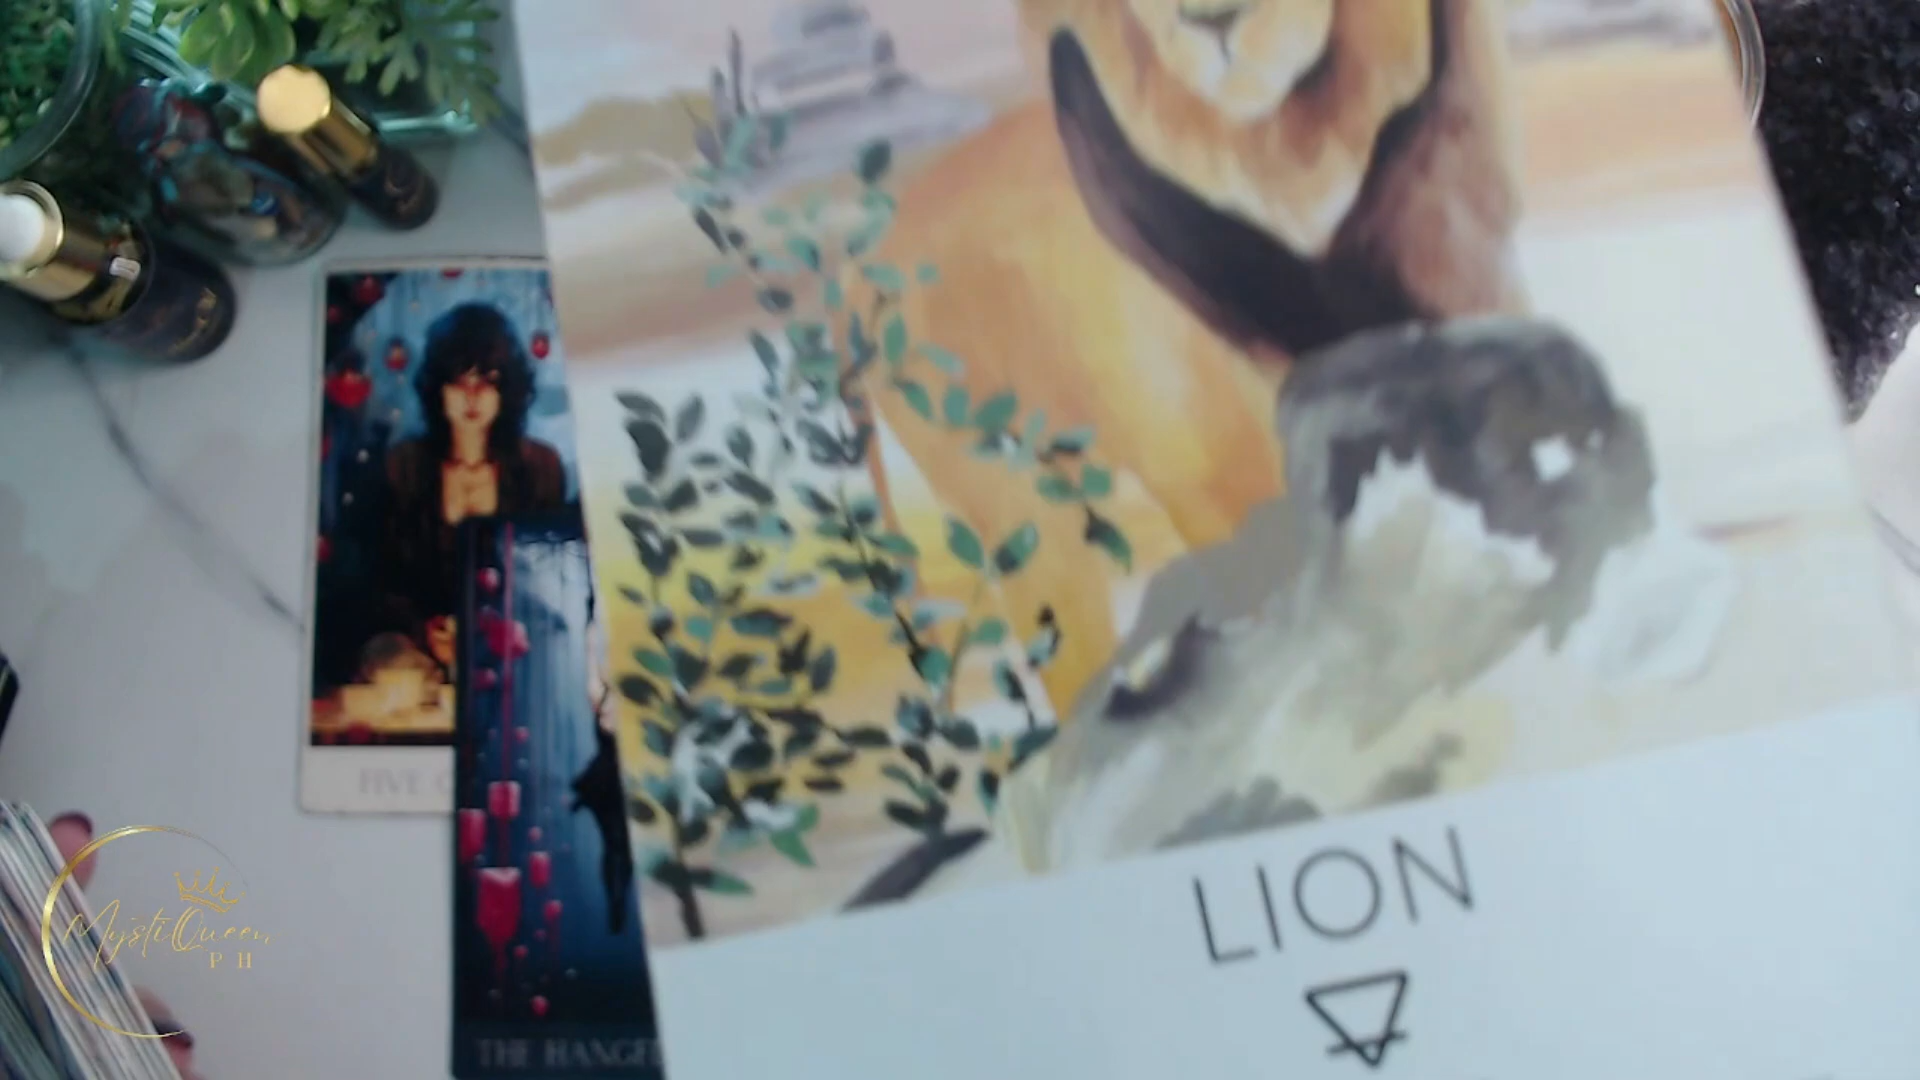 FIVE O
THE HANGE
LION
MystiQueen
PH